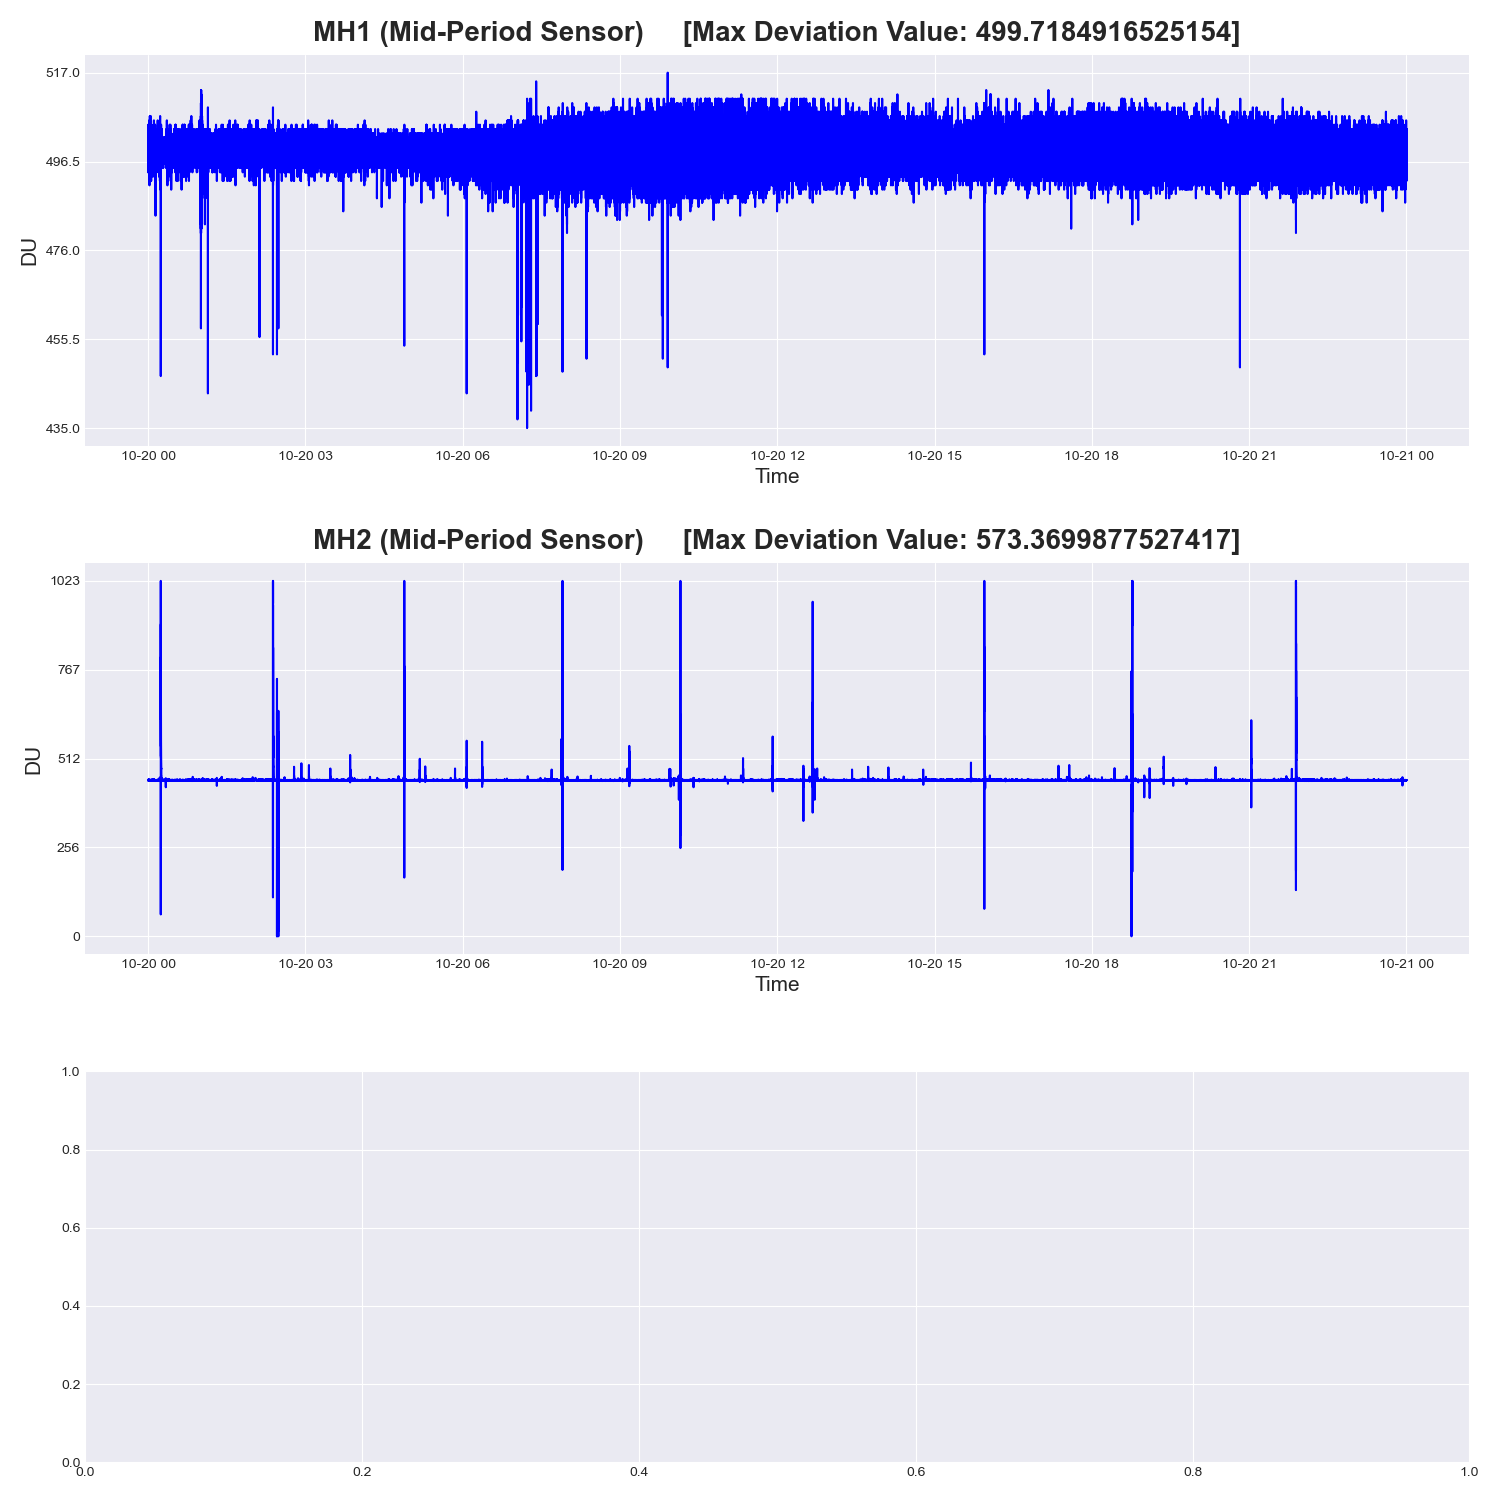 MH1 (Mid-Period Sensor) [Max Deviation Value: 499.7184916525154]
517.0
496.5
476.0
455.5
435.0
DU
10-20 00 10-20 03 10-20 06 10-20 09 10-20 12 10-20 15 10-20 18 10-20 21 10-21 00
Time
MH2 (Mid-Period Sensor) [Max Deviation Value: 573.3699877527417]
1023
767
512
256
0
DU
10-20 00 10-20 03 10-20 06 10-20 09 10-20 12 10-20 15 10-20 18 10-20 21 10-21 00
Time
1.0
0.8
0.6
0.4
0.2
0.0
0.0 0.2 0.4 0.6 0.8 1.0